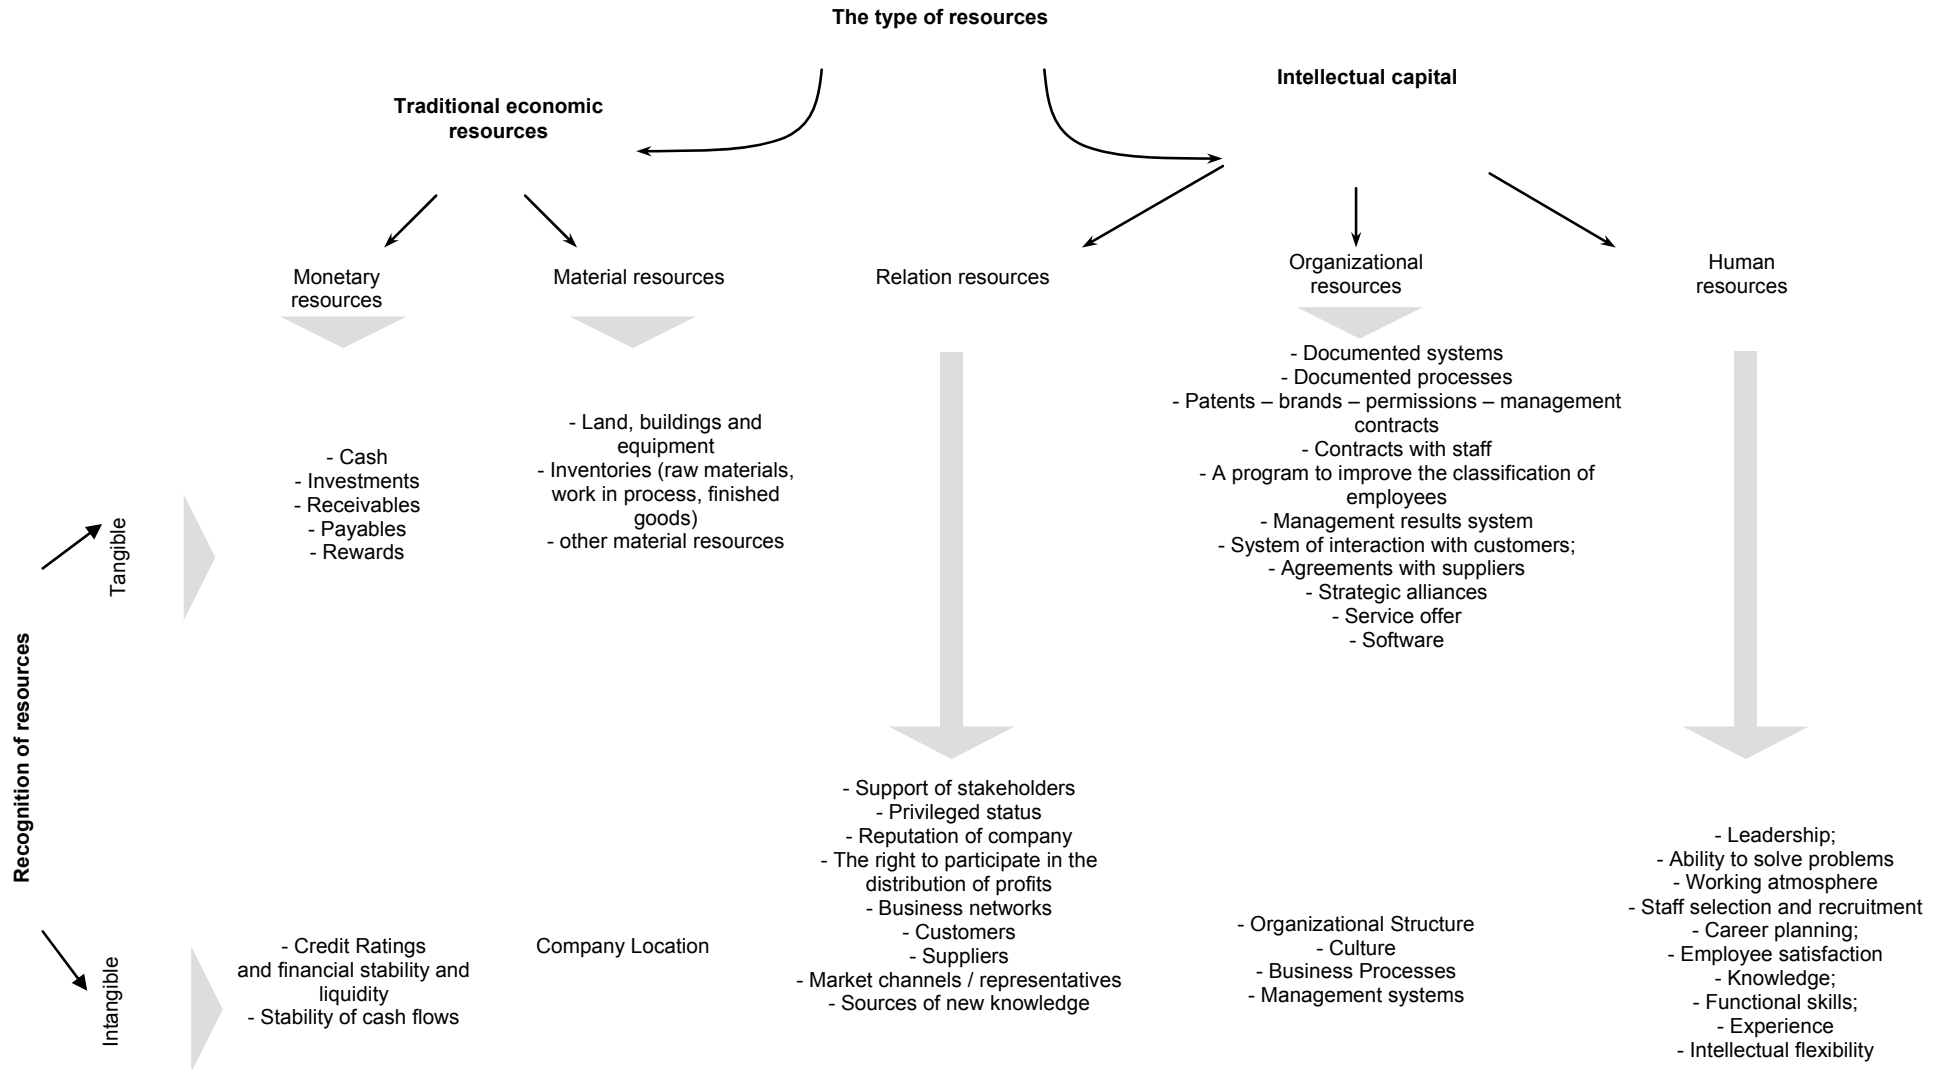 The type of resources
Intellectual capital
Traditional economic
resources
Monetary
resources
Material resources
Relation resources
Organizational
resources
Human
resources
Tangible
- Cash
- Investments
- Receivables
- Payables
- Rewards
- Land, buildings and
equipment
- Inventories (raw materials,
work in process, finished
goods)
- other material resources
- Documented systems
- Documented processes
- Patents – brands – permissions – management
contracts
- Contracts with staff
- A program to improve the classification of
employees
- Management results system
- System of interaction with customers;
- Agreements with suppliers
- Strategic alliances
- Service offer
- Software
Recognition of resources
Intangible
- Credit Ratings
and financial stability and
liquidity
- Stability of cash flows
Company Location
- Support of stakeholders
- Privileged status
- Reputation of company
- The right to participate in the
distribution of profits
- Business networks
- Customers
- Suppliers
- Market channels / representatives
- Sources of new knowledge
- Organizational Structure
- Culture
- Business Processes
- Management systems
- Leadership;
- Ability to solve problems
- Working atmosphere
- Staff selection and recruitment
- Career planning;
- Employee satisfaction
- Knowledge;
- Functional skills;
- Experience
- Intellectual flexibility